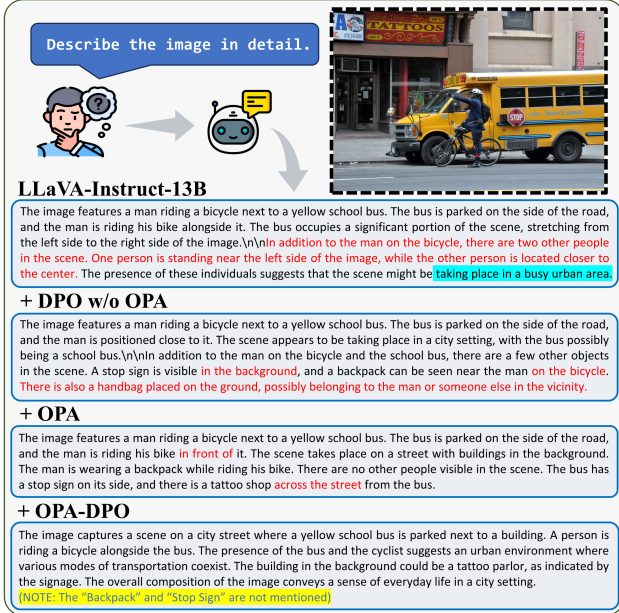 Describe the image in detail.
TATTOOS
STOP
LLaVA-Instruct-13B
The image features a man riding a bicycle next to a yellow school bus. The bus is parked on the side of the road,
and the man is riding his bike alongside it. The bus occupies a significant portion of the scene, stretching from
the left side to the right side of the image.\n\nIn addition to the man on the bicycle, there are two other people
in the scene. One person is standing near the left side of the image, while the other person is located closer to
the center. The presence of these individuals suggests that the scene might be taking place in a busy urban area.
+ DPO w/o OPA
The image features a man riding a bicycle next to a yellow school bus. The bus is parked on the side of the road,
and the man is positioned close to it. The scene appears to be taking place in a city setting, with the bus possibly
being a school bus.\n\nIn addition to the man on the bicycle and the school bus, there are a few other objects
in the scene. A stop sign is visible in the background, and a backpack can be seen near the man on the bicycle.
There is also a handbag placed on the ground, possibly belonging to the man or someone else in the vicinity.
+ OPA
The image features a man riding a bicycle next to a yellow school bus. The bus is parked on the side of the road,
and the man is riding his bike in front of it. The scene takes place on a street with buildings in the background.
The man is wearing a backpack while riding his bike. There are no other people visible in the scene. The bus has
a stop sign on its side, and there is a tattoo shop across the street from the bus.
+ OPA-DPO
The image captures a scene on a city street where a yellow school bus is parked next to a building. A person is
riding a bicycle alongside the bus. The presence of the bus and the cyclist suggests an urban environment where
various modes of transportation coexist. The building in the background could be a tattoo parlor, as indicated by
the signage. The overall composition of the image conveys a sense of everyday life in a city setting.
(NOTE: The “Backpack” and “Stop Sign” are not mentioned)